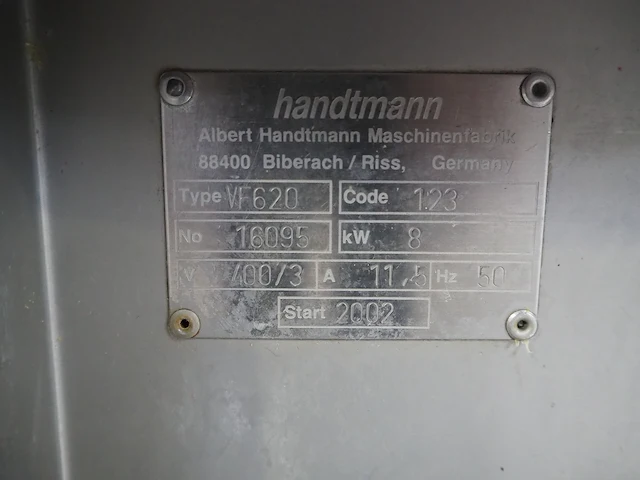 handtmann
Albert Handtmann Maschinenfabrik
88400 Biberach / Riss, Germany
Type VF620 Code 123
No 16095 kW 8
V 400/3 A 11,5 Hz 50
Start 2002